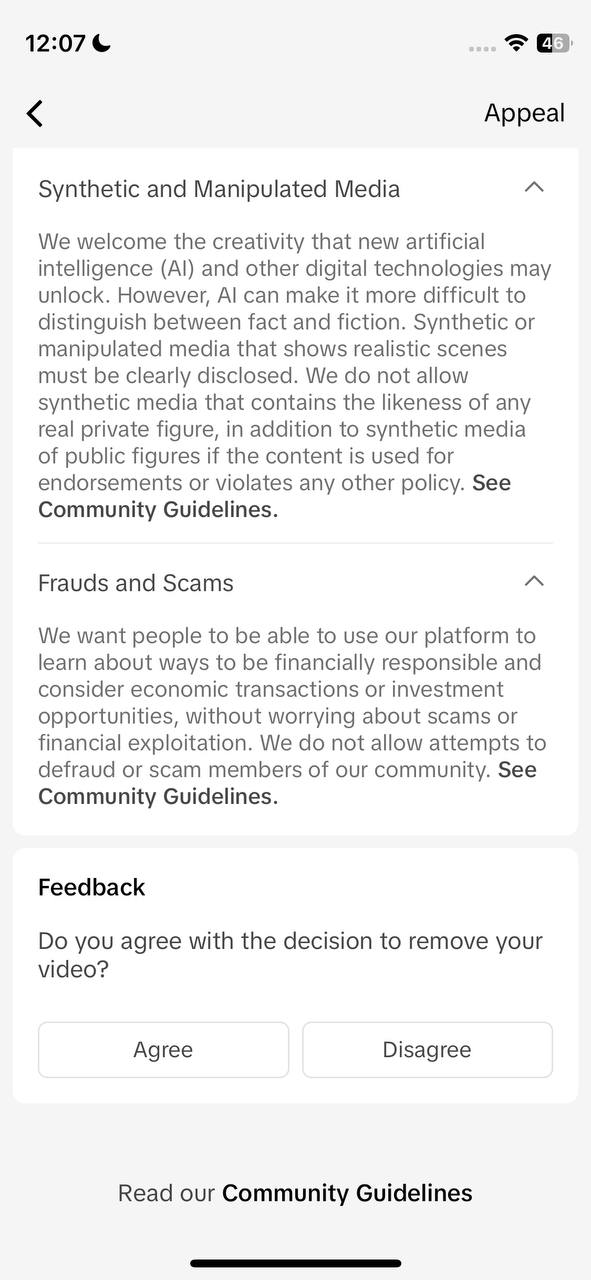 12:07
46
Appeal
Synthetic and Manipulated Media
We welcome the creativity that new artificial
intelligence (AI) and other digital technologies may
unlock. However, AI can make it more difficult to
distinguish between fact and fiction. Synthetic or
manipulated media that shows realistic scenes
must be clearly disclosed. We do not allow
synthetic media that contains the likeness of any
real private figure, in addition to synthetic media
of public figures if the content is used for
endorsements or violates any other policy. See
Community Guidelines.
Frauds and Scams
We want people to be able to use our platform to
learn about ways to be financially responsible and
consider economic transactions or investment
opportunities, without worrying about scams or
financial exploitation. We do not allow attempts to
defraud or scam members of our community. See
Community Guidelines.
Feedback
Do you agree with the decision to remove your
video?
Agree
Disagree
Read our Community Guidelines